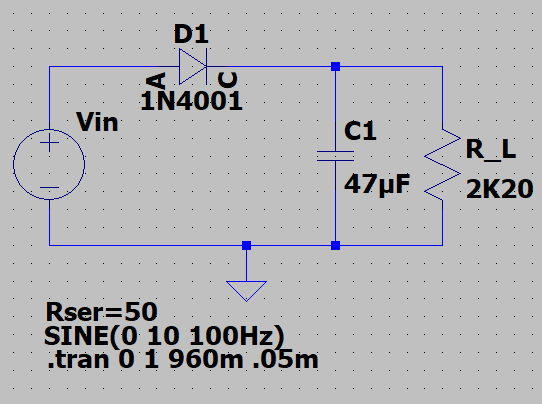 D1
A
C
1N4001
Vin
+
−
C1
47µF
R_L
2K20
Rser=50
SINE(0 10 100Hz)
.tran 0 1 960m .05m